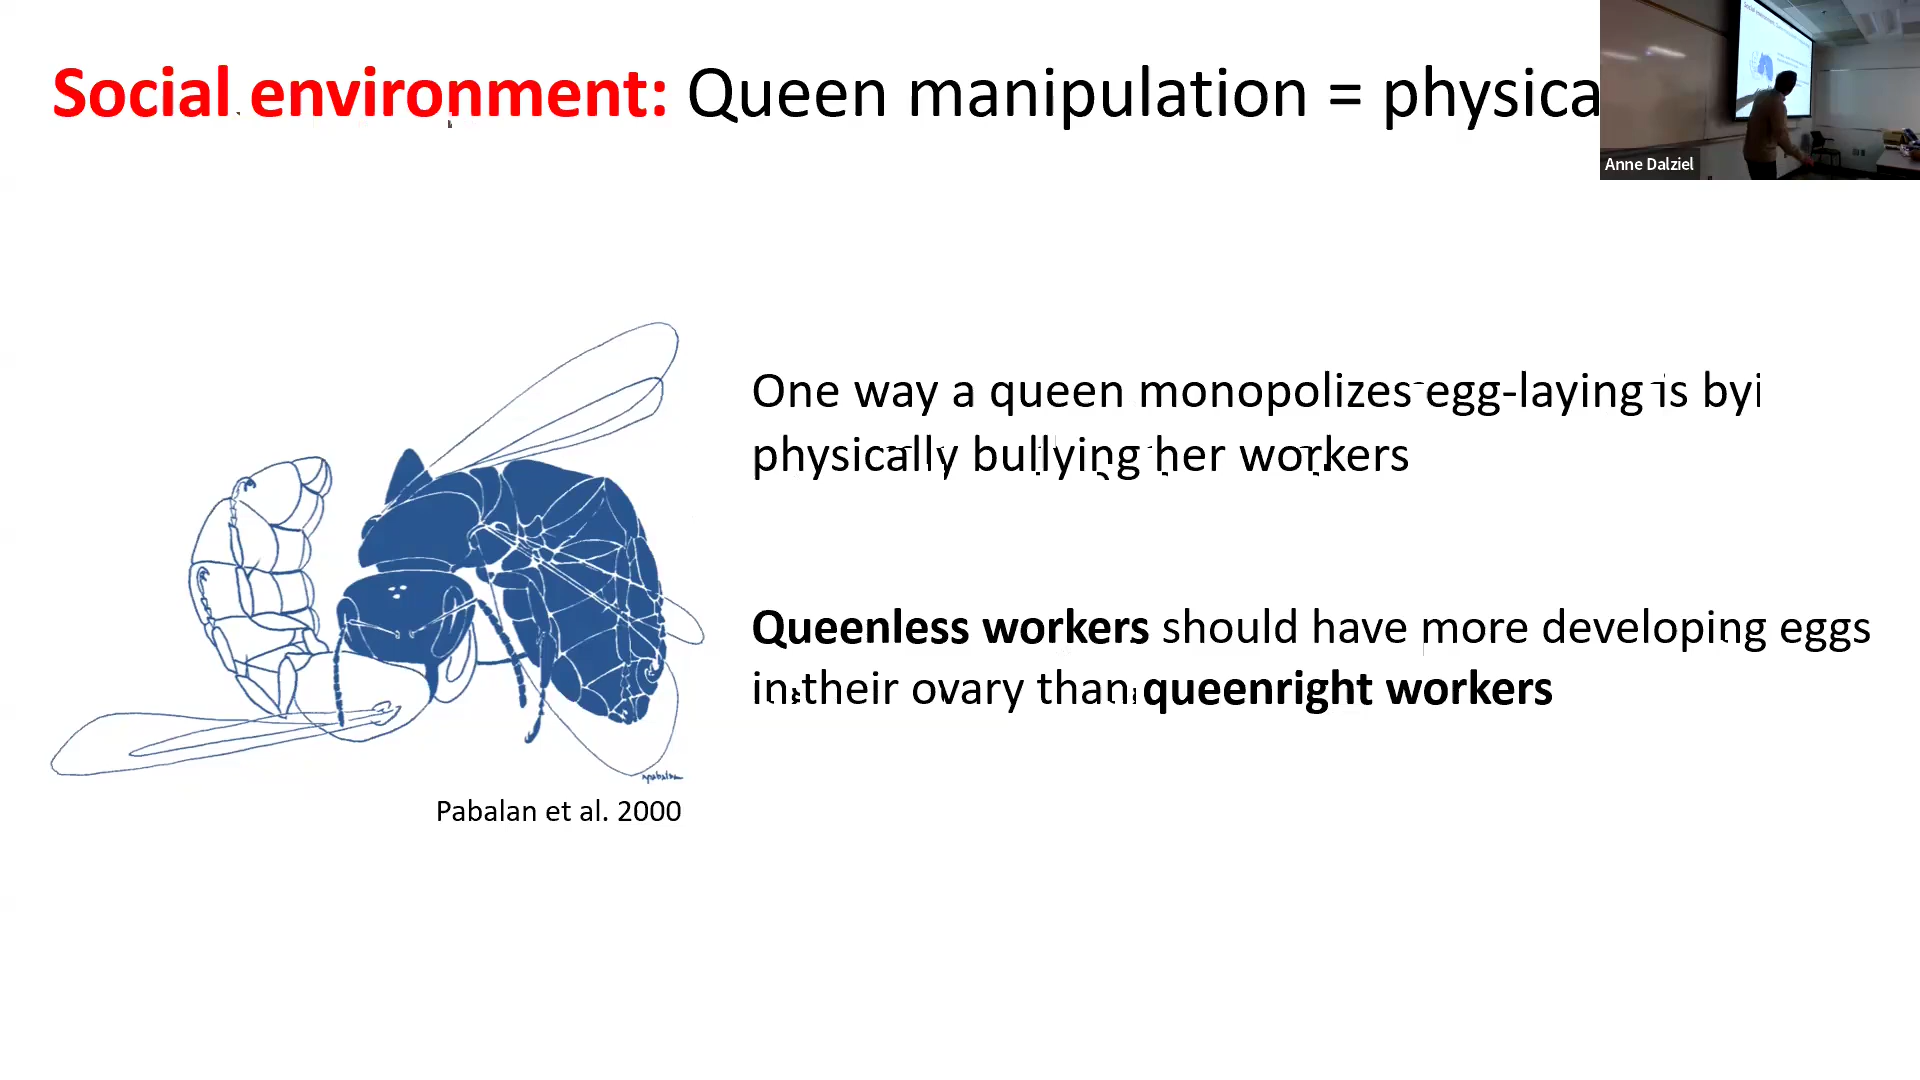 Social environment: Queen manipulation = physica
Anne Dalziel
One way a queen monopolizes egg-laying is by
physically bullying her workers
Queenless workers should have more developing eggs
in their ovary than queenright workers
Pabalan et al. 2000